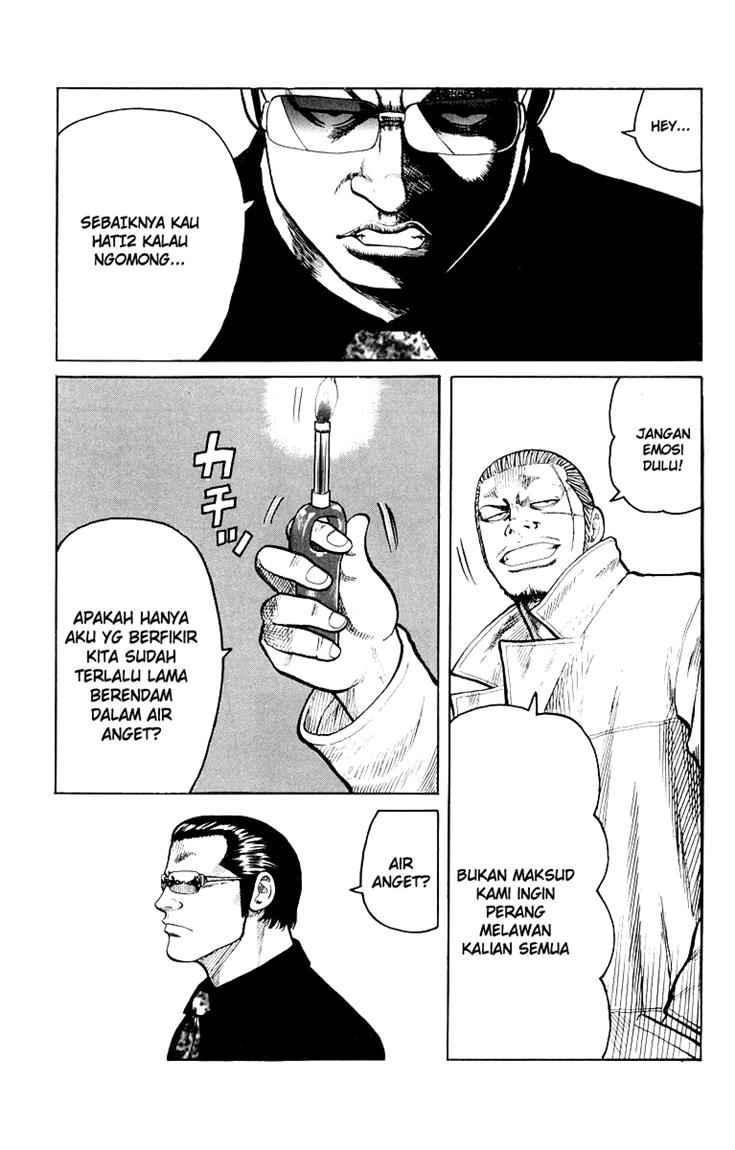 HEY...
SEBAIKNYA KAU
HATI2 KALAU
NGOMONG...
JANGAN
EMOSI
DULU!
BUKAN MAKSUD
KAMI INGIN
PERANG
MELAWAN
KALIAN SEMUA
カチッ
APAKAH HANYA
AKU YG BERFIKIR
KITA SUDAH
TERLALU LAMA
BERENDAM
DALAM AIR
ANGET?
AIR
ANGET?